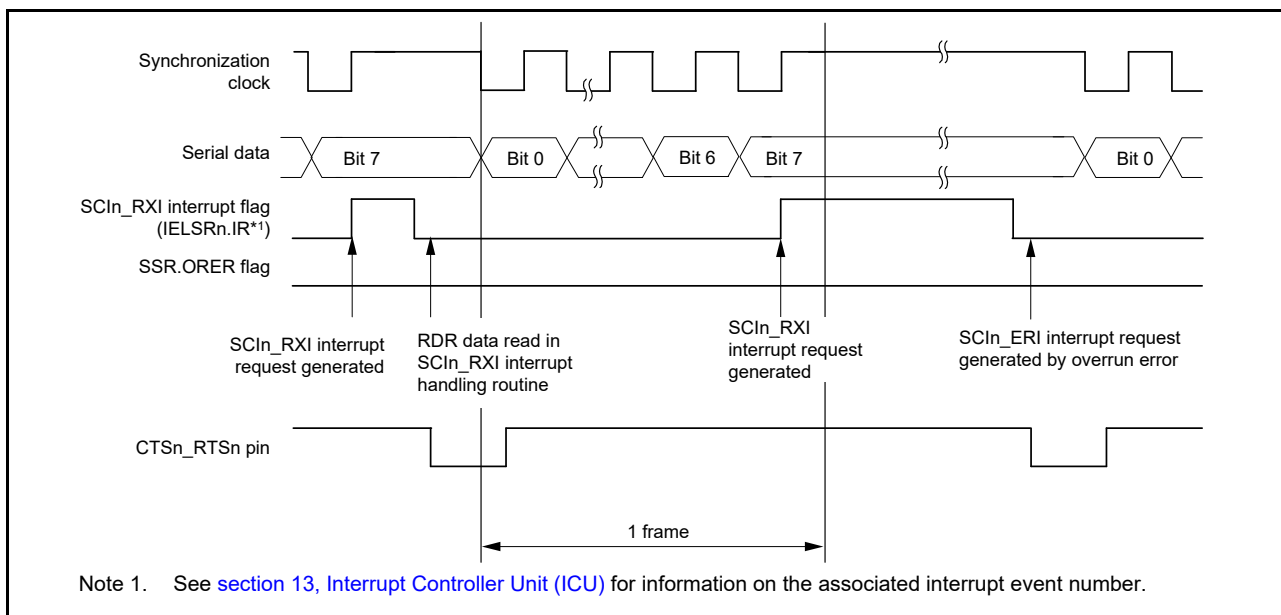 Synchronization
clock
Serial data
Bit 7
Bit 0
Bit 6
Bit 7
Bit 0
SCIn_RXI interrupt flag
(IELSRn.IR*1)
SSR.ORER flag
SCIn_RXI interrupt
request generated
RDR data read in
SCIn_RXI interrupt
handling routine
SCIn_RXI
interrupt request
generated
SCIn_ERI interrupt request
generated by overrun error
CTSn_RTSn pin
1 frame
Note 1. See section 13, Interrupt Controller Unit (ICU) for information on the associated interrupt event number.